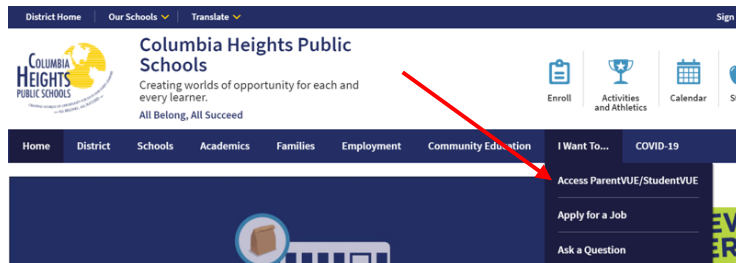 District Home Our Schools Translate Sign
COLUMBIA
HEIGHTS
PUBLIC SCHOOLS
Columbia Heights Public
Schools
Creating worlds of opportunity for each and
every learner.
All Belong, All Succeed
Enroll
Activities
and Athletics
Calendar
Home District Schools Academics Families Employment Community Education I Want To... COVID-19
Access ParentVUE/StudentVUE
Apply for a Job
Ask a Question